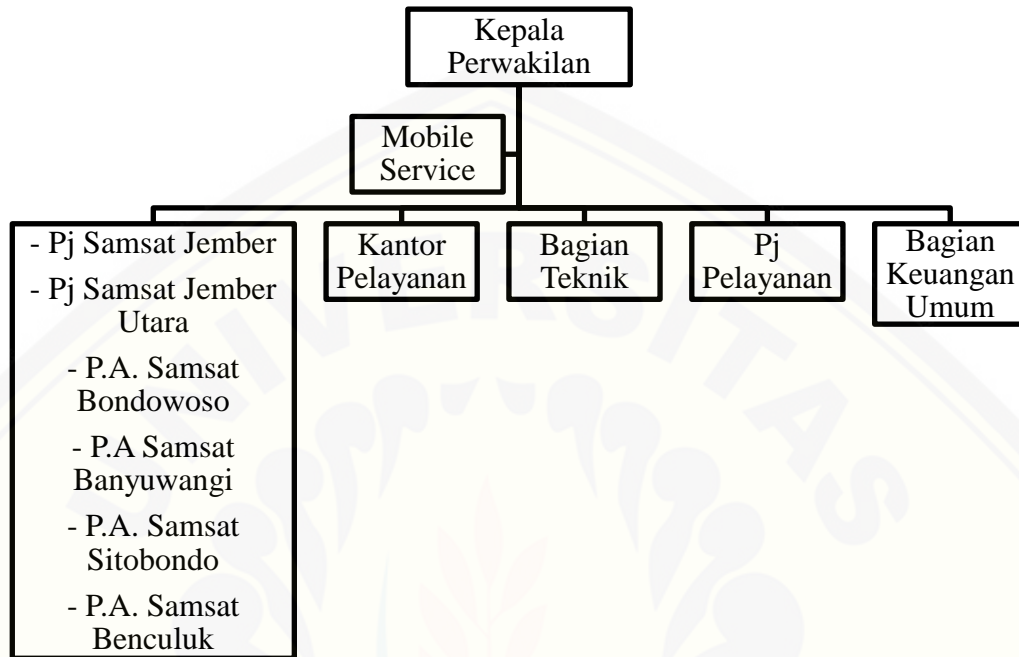 Kepala
Perwakilan
Mobile
Service
- Pj Samsat Jember
- Pj Samsat Jember
Utara
- P.A. Samsat
Bondowoso
- P.A Samsat
Banyuwangi
- P.A. Samsat
Sitobondo
- P.A. Samsat
Benculuk
Kantor
Pelayanan
Bagian
Teknik
Pj
Pelayanan
Bagian
Keuangan
Umum
UNIVERSITAS